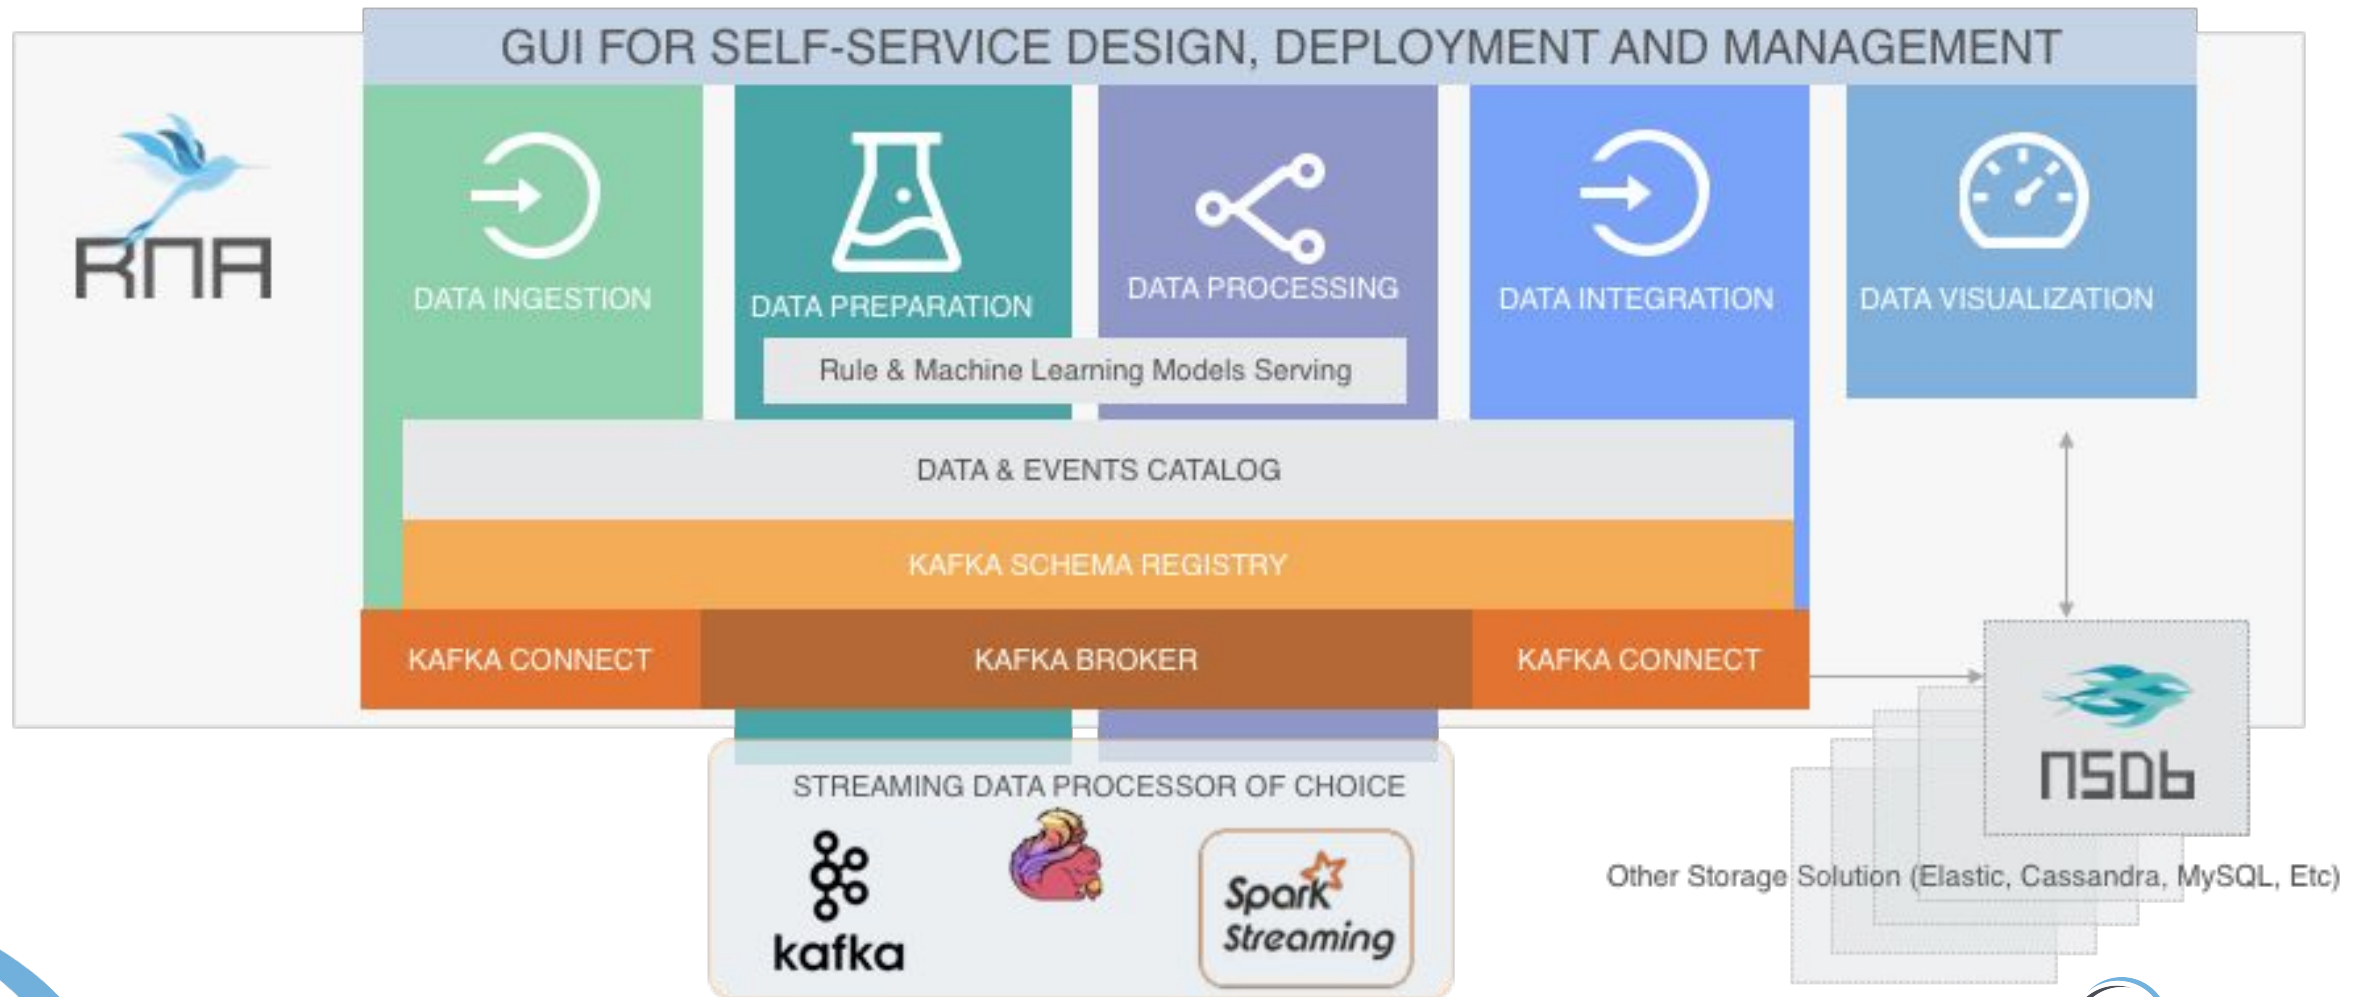 GUI FOR SELF-SERVICE DESIGN, DEPLOYMENT AND MANAGEMENT
RNA
DATA INGESTION
DATA PREPARATION
DATA PROCESSING
DATA INTEGRATION
DATA VISUALIZATION
Rule & Machine Learning Models Serving
DATA & EVENTS CATALOG
KAFKA SCHEMA REGISTRY
KAFKA CONNECT
KAFKA BROKER
KAFKA CONNECT
NSDb
STREAMING DATA PROCESSOR OF CHOICE
kafka
Spark
Streaming
Other Storage Solution (Elastic, Cassandra, MySQL, Etc)